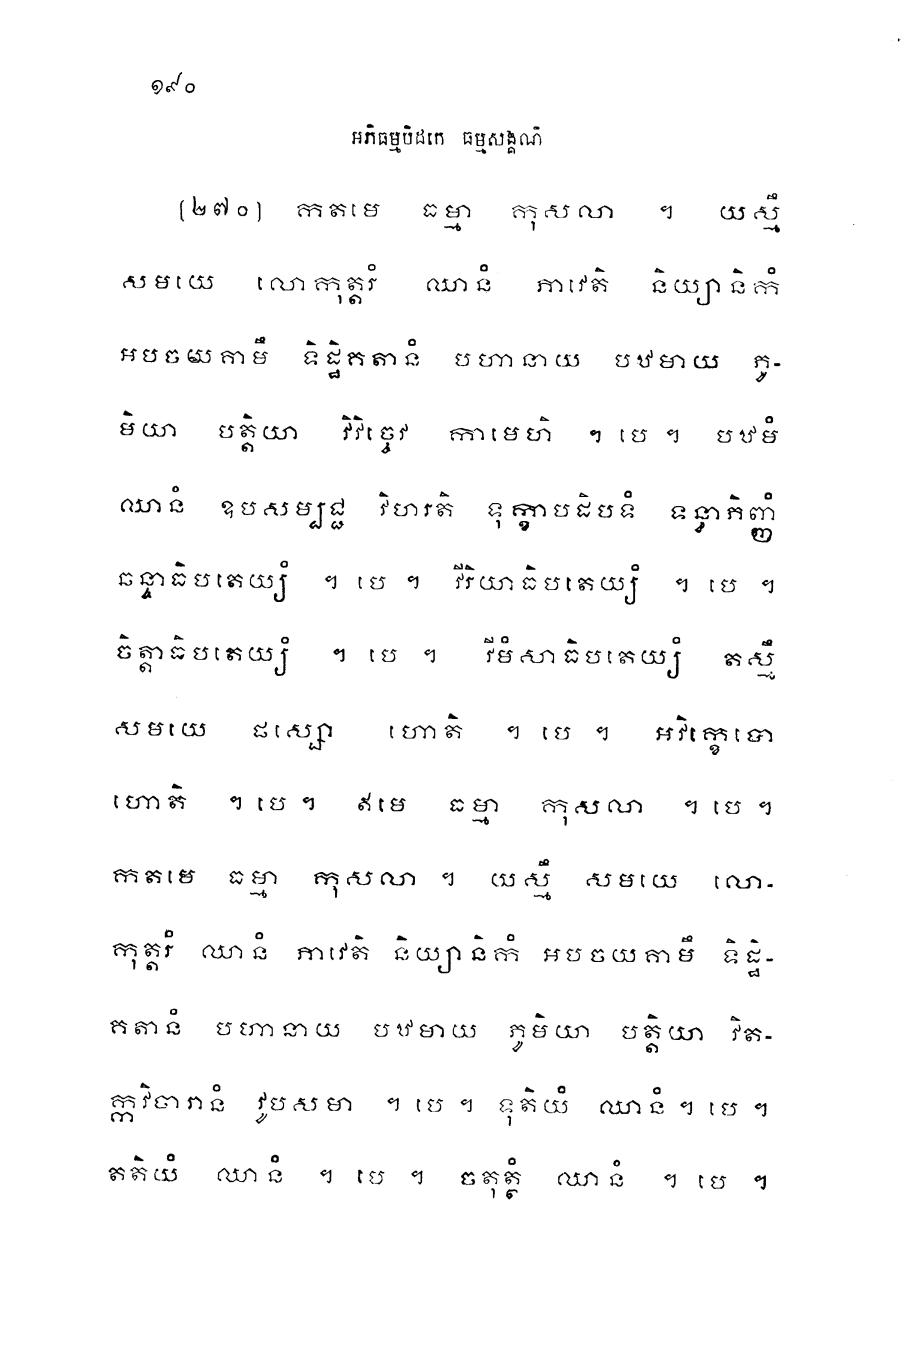 ១៩០
អភិធម្មបិដកេ ធម្មសង្គណី
(២៧០) កតមេ ធម្មា កុសលា ។ យស្មឹ
សមយេ លោកុត្តរំ ឈានំ ភាវេតិ និយ្យានិកំ
អបចយគាមឹ ទិដ្ឋិគតានំ បហានាយ បឋមាយ ភូ-
មិយា បត្តិយា វិវិច្ចេវ កាមេហិ ។ បេ ។ បឋមំ
ឈានំ ឧបសម្បជ្ជ វិហរតិ ទុក្ខាបដិបទំ ទន្ធាភិញ្ញំ
ឆន្ទាធិបតេយ្យំ ។ បេ ។ វីរិយាធិបតេយ្យំ ។ បេ ។
ចិត្តាធិបតេយ្យំ ។ បេ ។ វីមំសាធិបតេយ្យំ តស្មឹ
សមយេ ផស្សោ ហោតិ ។ បេ ។ អវិក្ខេបោ
ហោតិ ។ បេ ។ ឥមេ ធម្មា កុសលា ។ បេ ។
កតមេ ធម្មា កុសលា ។ យស្មឹ សមយេ លោ-
កុត្តរំ ឈានំ ភាវេតិ និយ្យានិកំ អបចយគាមឹ ទិដ្ឋិ-
គតានំ បហានាយ បឋមាយ ភូមិយា បត្តិយា វិត-
ក្កវិចារានំ វូបសមា ។ បេ ។ ទុតិយំ ឈានំ ។ បេ ។
តតិយំ ឈានំ ។ បេ ។ ចតុត្ថំ ឈានំ ។ បេ ។